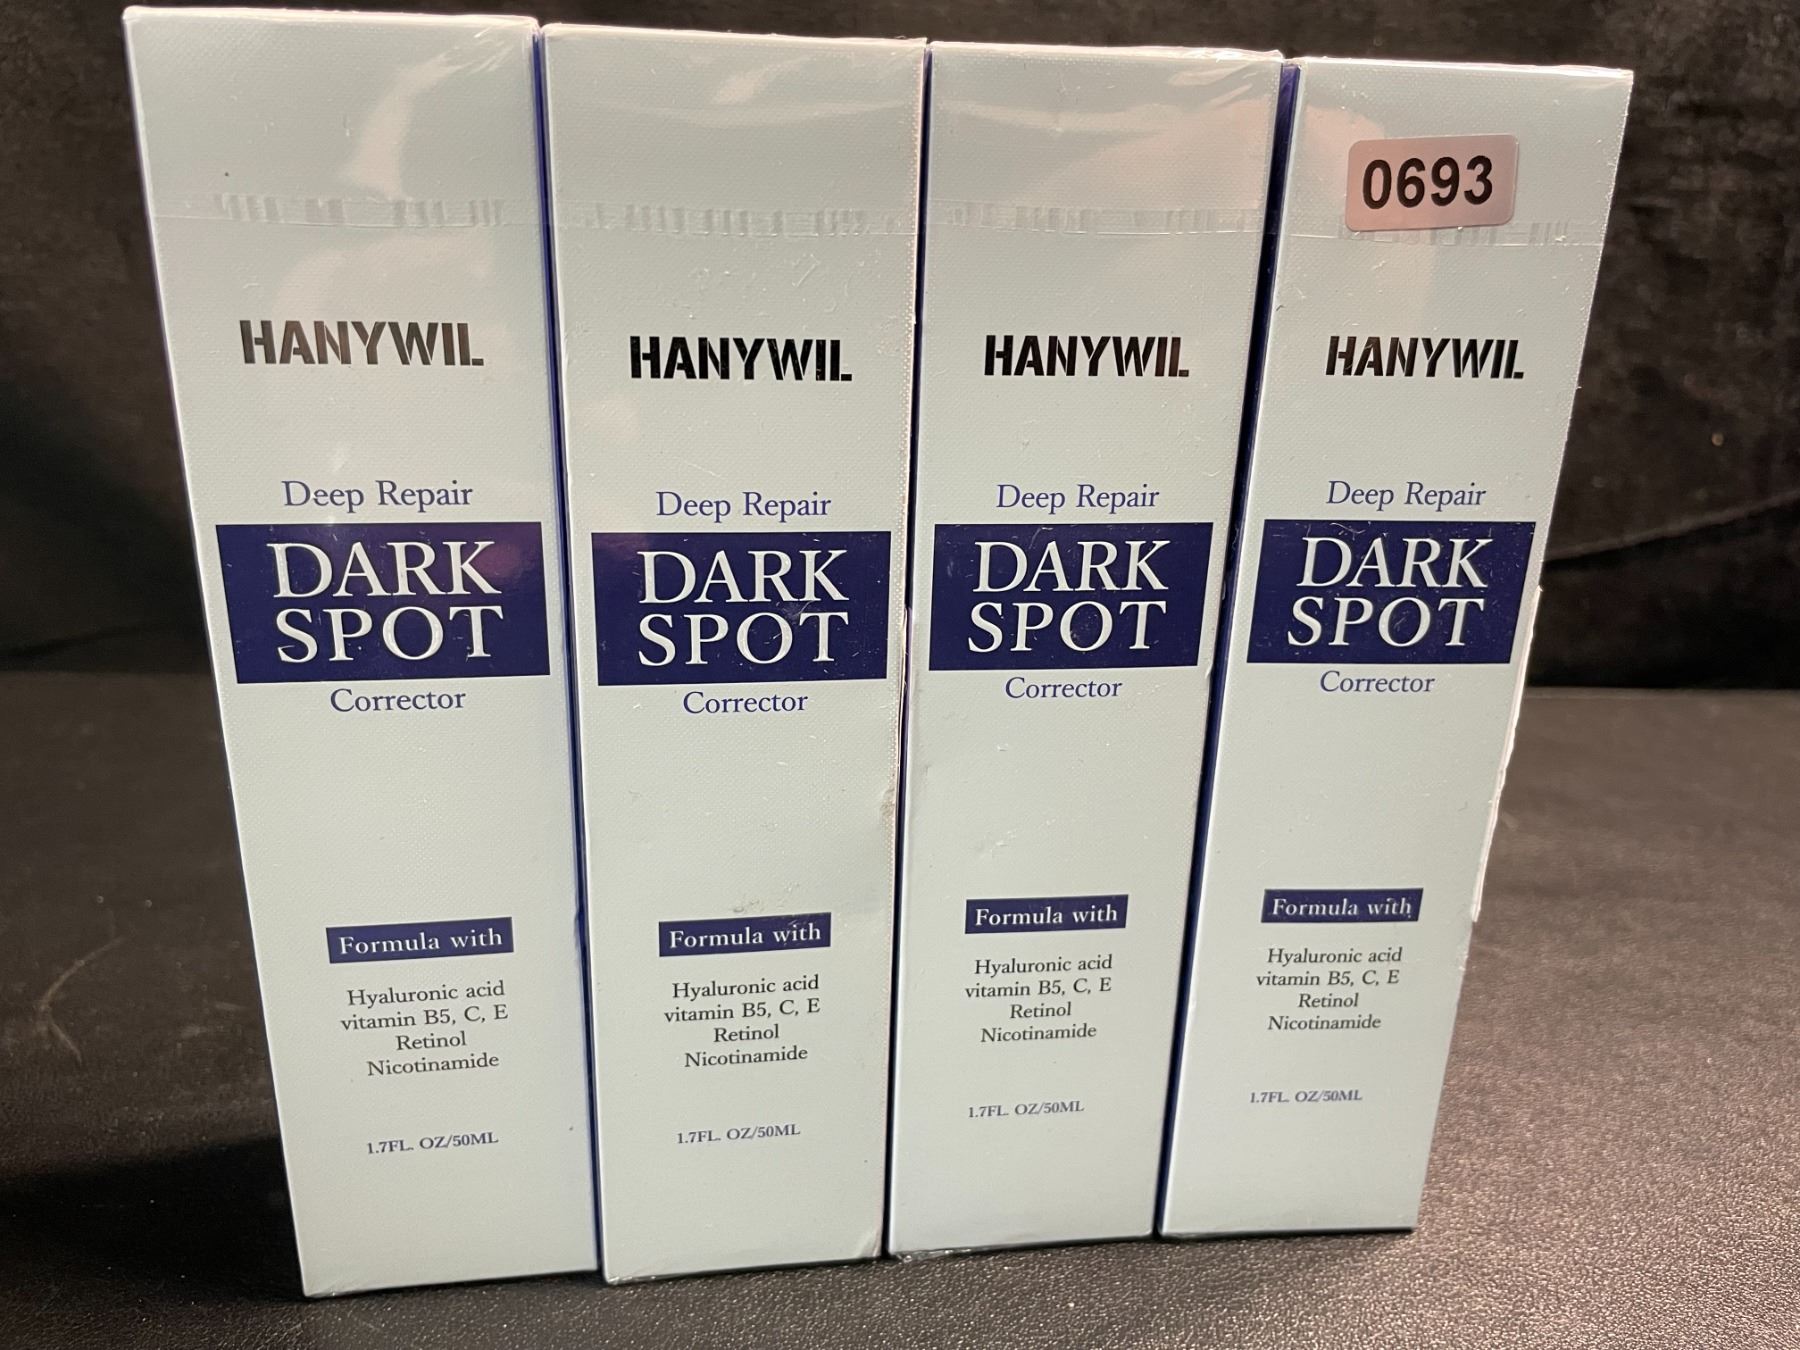 HANYWIL
Deep Repair
DARK
SPOT
Corrector
Formula with
Hyaluronic acid
vitamin B5, C, E
Retinol
Nicotinamide
1.7FL. OZ/50ML
HANYWIL
Deep Repair
DARK
SPOT
Corrector
Formula with
Hyaluronic acid
vitamin B5, C, E
Retinol
Nicotinamide
1.7FL. OZ/50ML
HANYWIL
Deep Repair
DARK
SPOT
Corrector
Formula with
Hyaluronic acid
vitamin B5, C, E
Retinol
Nicotinamide
1.7FL. OZ/50ML
0693
HANYWIL
Deep Repair
DARK
SPOT
Corrector
Formula with
Hyaluronic acid
vitamin B5, C, E
Retinol
Nicotinamide
1.7FL. OZ/50ML